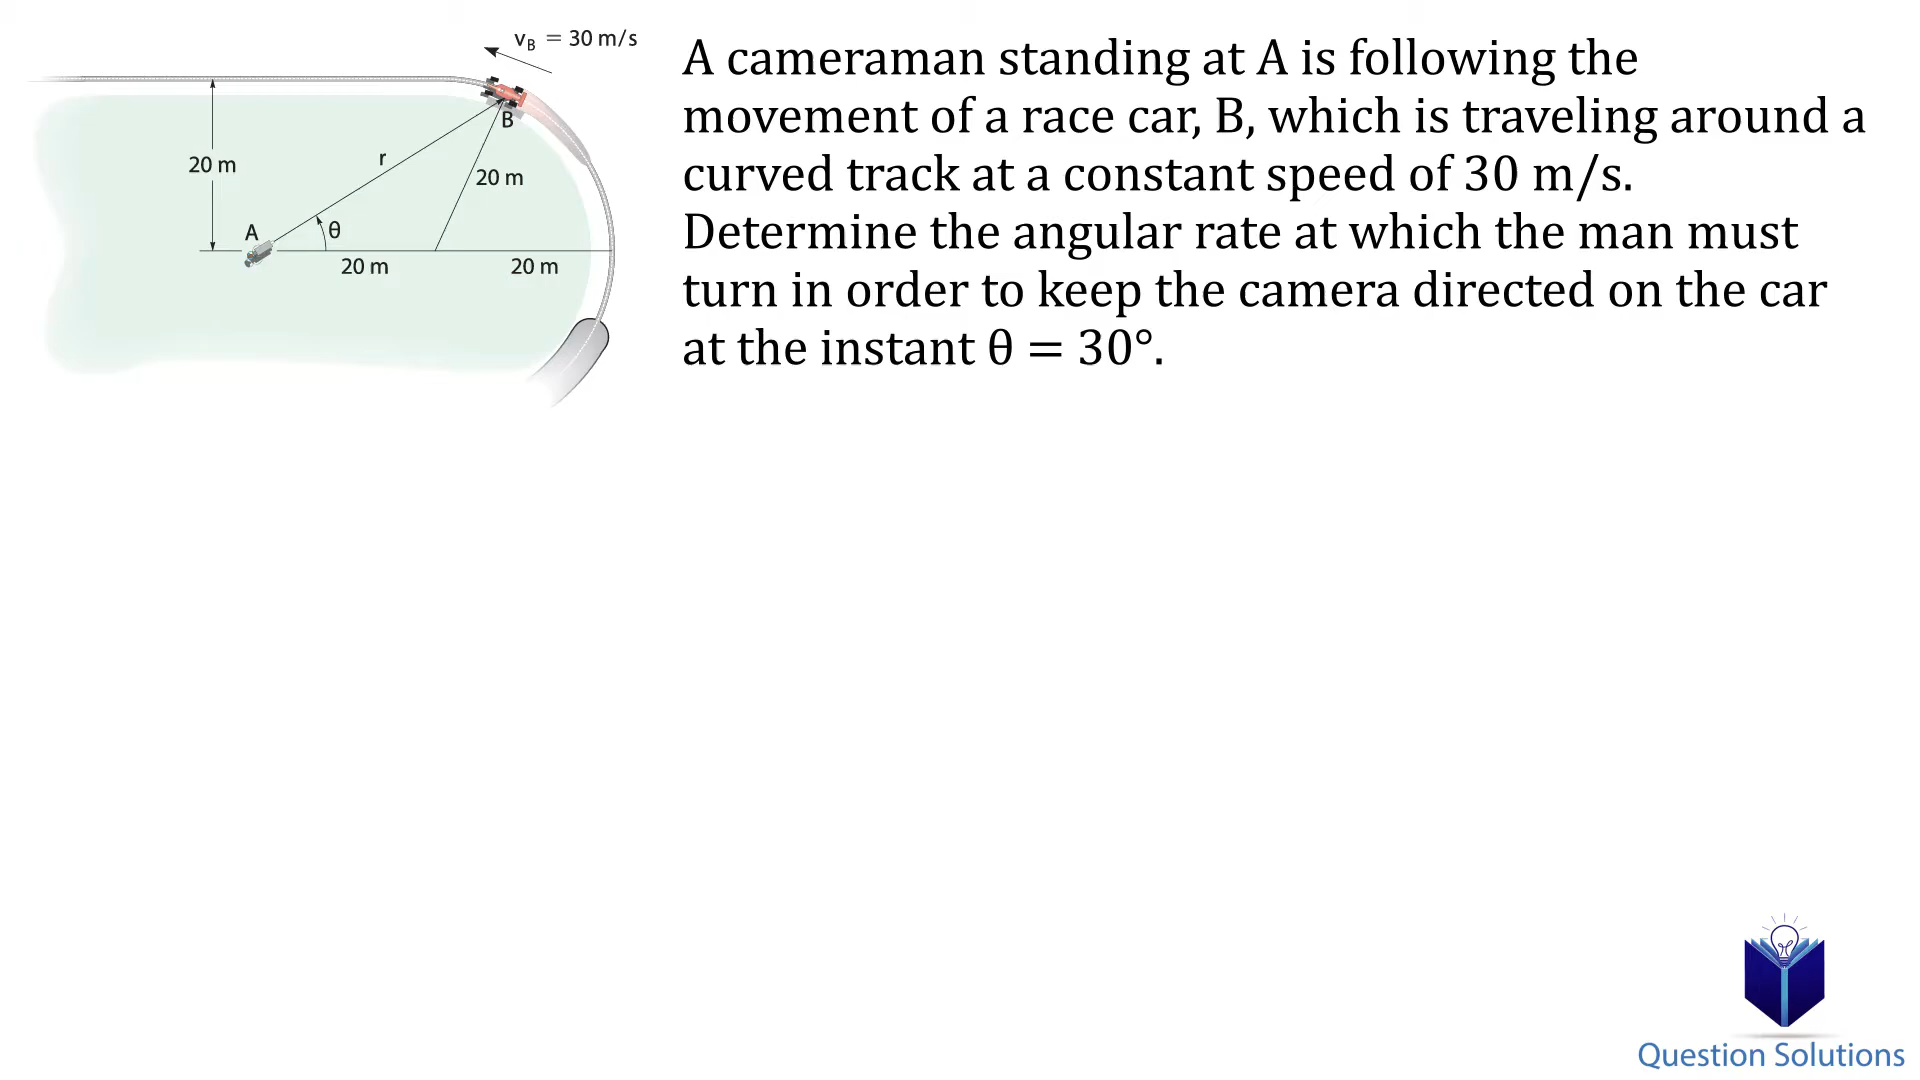 v_B = 30 m/s
20 m
r
B
20 m
A
θ
20 m
20 m
A cameraman standing at A is following the
movement of a race car, B, which is traveling around a
curved track at a constant speed of 30 m/s.
Determine the angular rate at which the man must
turn in order to keep the camera directed on the car
at the instant θ = 30°.
Question Solutions